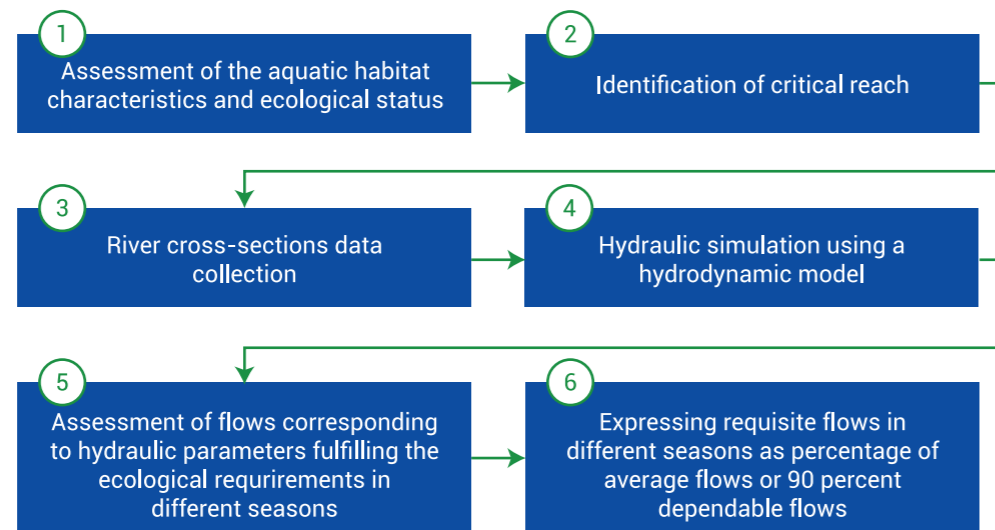 1
Assessment of the aquatic habitat
characteristics and ecological status
2
Identification of critical reach
3
River cross-sections data
collection
4
Hydraulic simulation using a
hydrodynamic model
5
Assessment of flows corresponding
to hydraulic parameters fulfilling the
ecological requrirements in
different seasons
6
Expressing requisite flows in
different seasons as percentage of
average flows or 90 percent
dependable flows